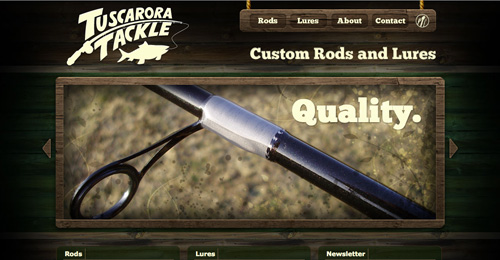 TUSCARORA
TACKLE
Rods Lures About Contact
Custom Rods and Lures
Quality.
Rods Lures Newsletter